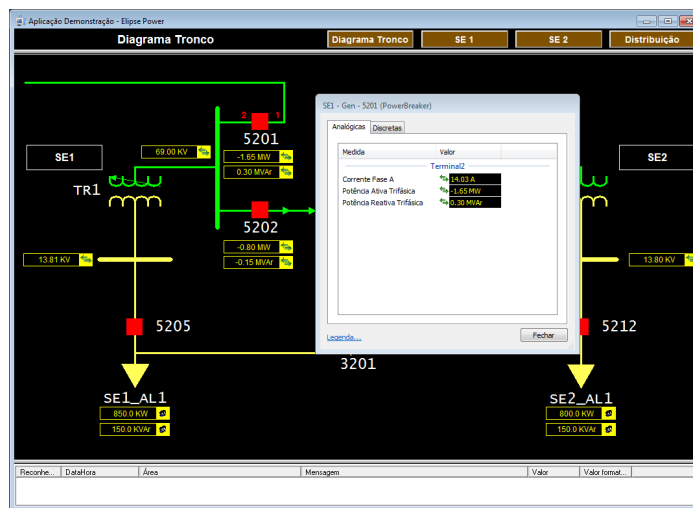 Aplicação Demonstração - Elipse Power
Diagrama Tronco
Diagrama Tronco
SE 1
SE 2
Distribuição
SE1 - Gen - 5201 (PowerBreaker)
Analógicas
Discretas
Medida
Valor
Terminal2
Corrente Fase A
14.03 A
Potência Ativa Trifásica
-1.65 MW
Potência Reativa Trifásica
0.30 MVAr
Legenda...
Fechar
2
1
5201
69.00 KV
-1.65 MW
0.30 MVAr
SE1
SE2
TR1
5202
-0.80 MW
-0.15 MVAr
13.81 KV
13.80 KV
5205
5212
3201
SE1_AL1
850.0 KW
150.0 KVAr
SE2_AL1
800.0 KW
150.0 KVAr
Reconhe...
DataHora
Área
Mensagem
Valor
Valor format...